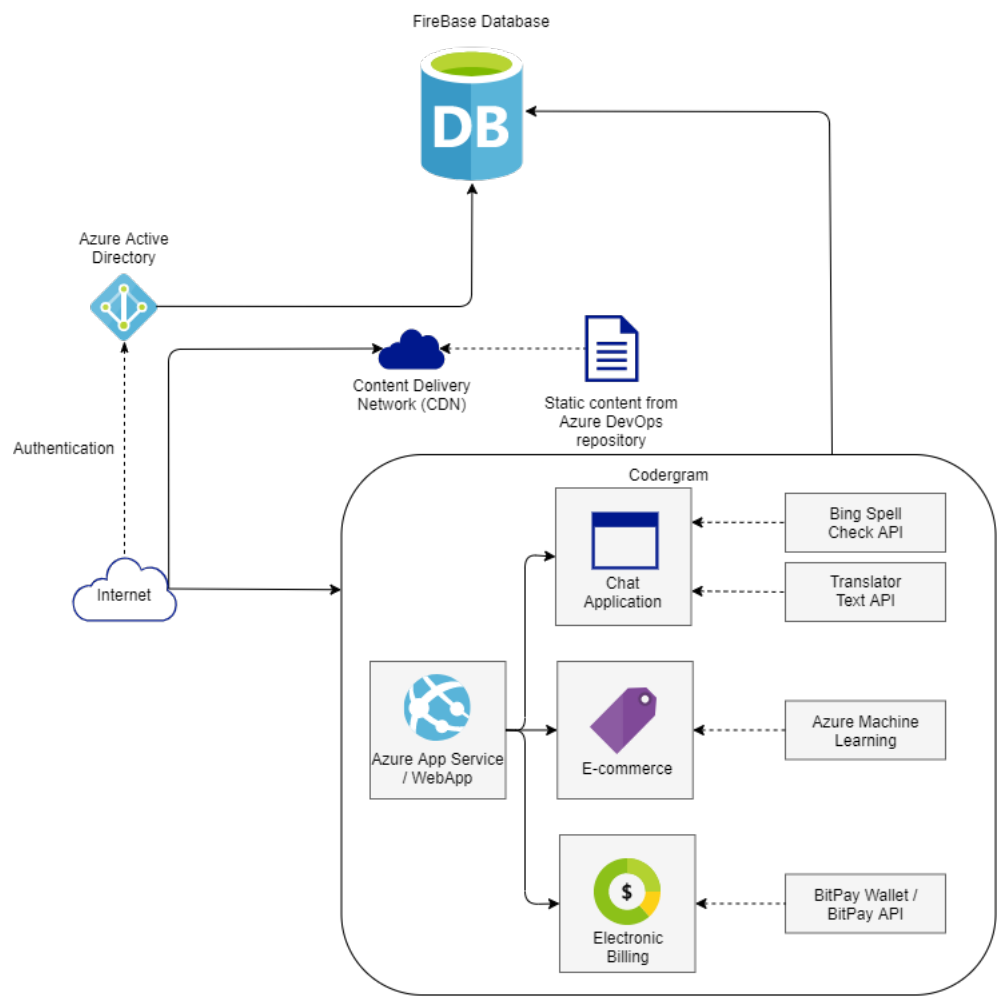 FireBase Database
DB
Azure Active
Directory
Content Delivery
Network (CDN)
Static content from
Azure DevOps
repository
Authentication
Internet
Codergram
Chat
Application
Bing Spell
Check API
Translator
Text API
Azure App Service
/ WebApp
E-commerce
Azure Machine
Learning
$
Electronic
Billing
BitPay Wallet /
BitPay API